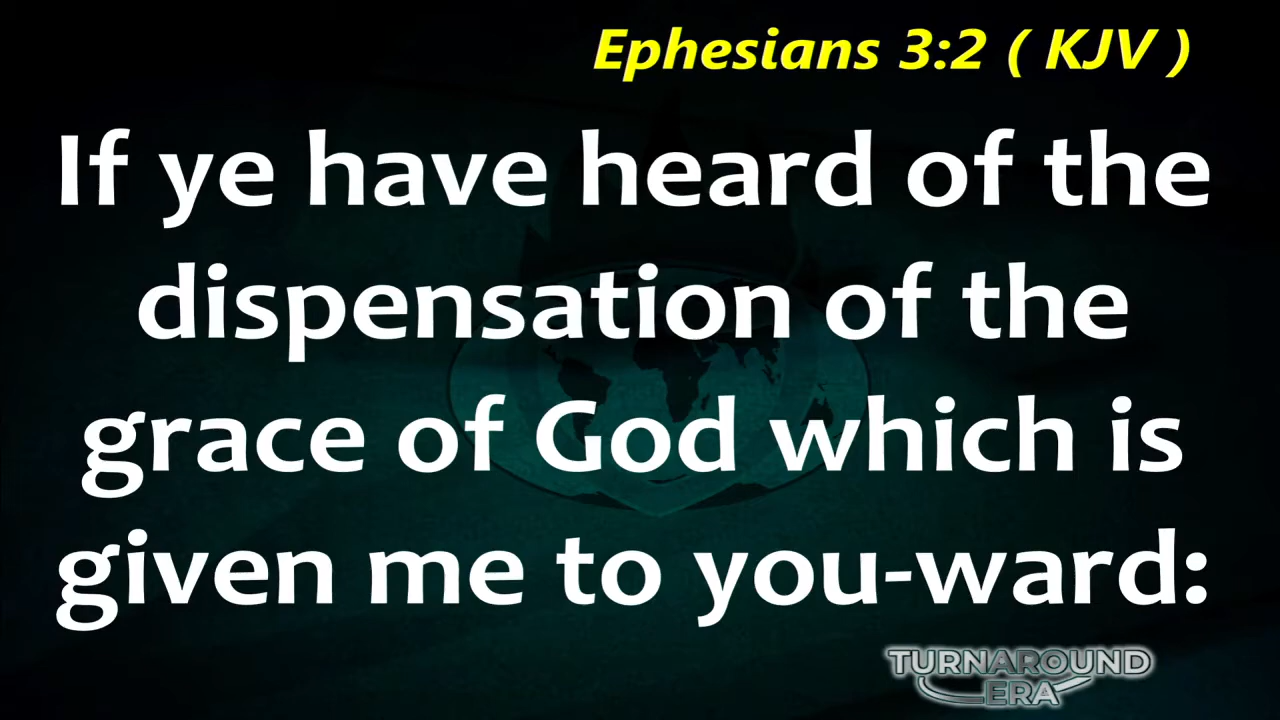 Ephesians 3:2 ( KJV )
If ye have heard of the
dispensation of the
grace of God which is
given me to you-ward:
TURNAROUND
ERA